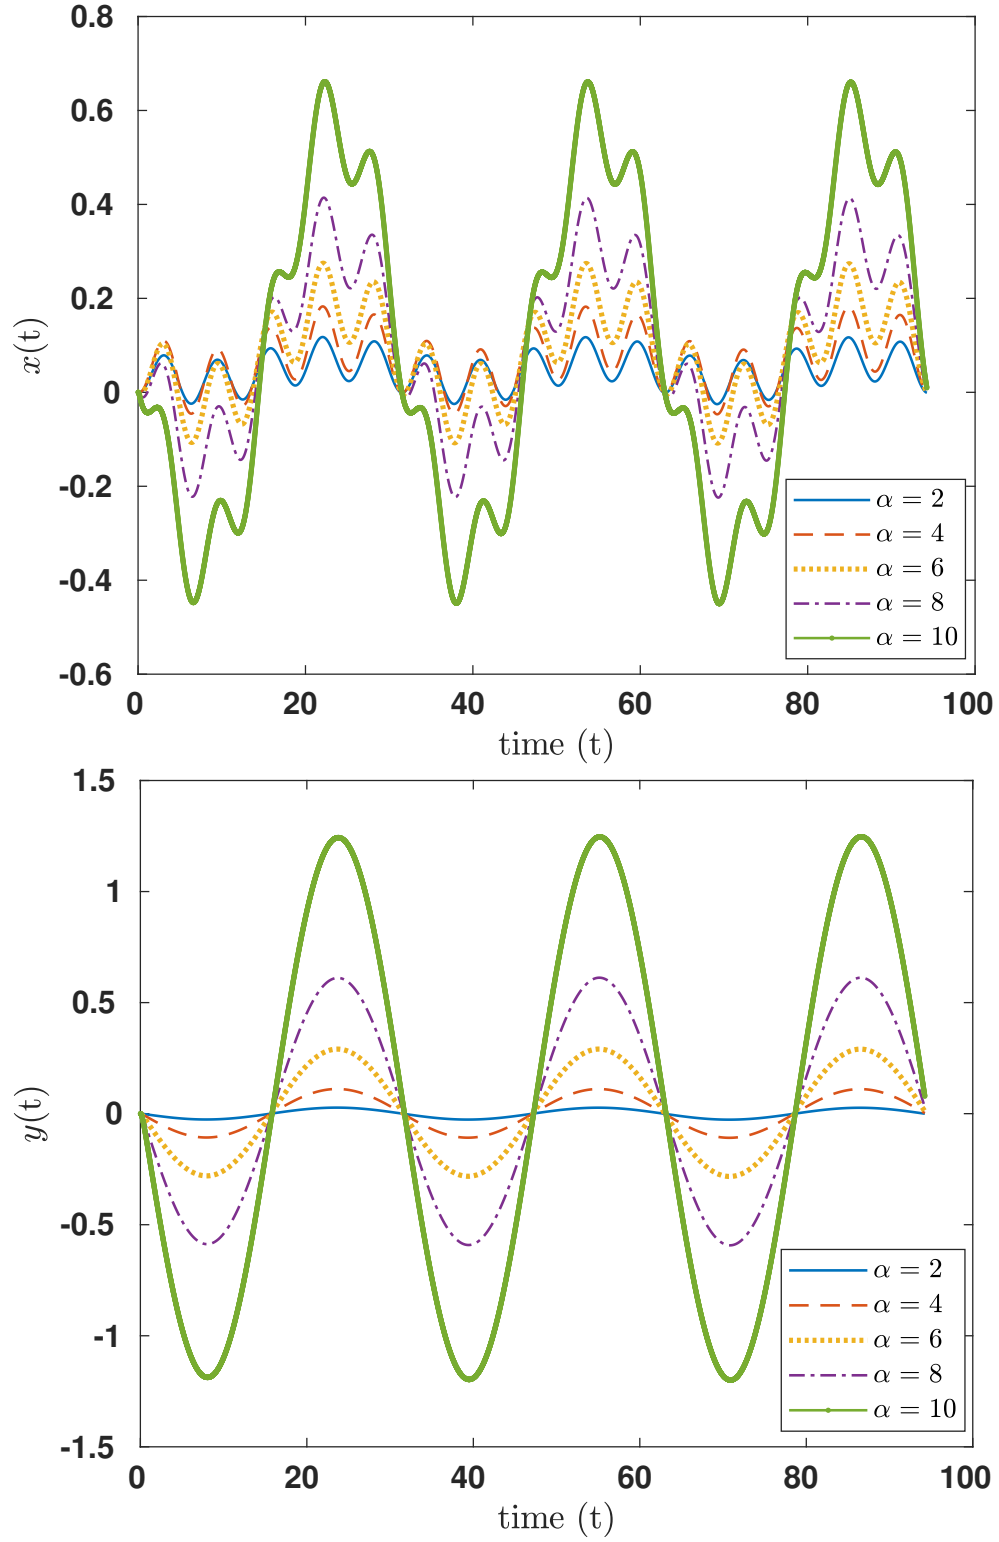 0.8
0.6
0.4
0.2
0
-0.2
-0.4
-0.6
x(t)
0 20 40 60 80 100
time (t)
α = 2
α = 4
α = 6
α = 8
α = 10
1.5
1
0.5
0
-0.5
-1
-1.5
y(t)
0 20 40 60 80 100
time (t)
α = 2
α = 4
α = 6
α = 8
α = 10